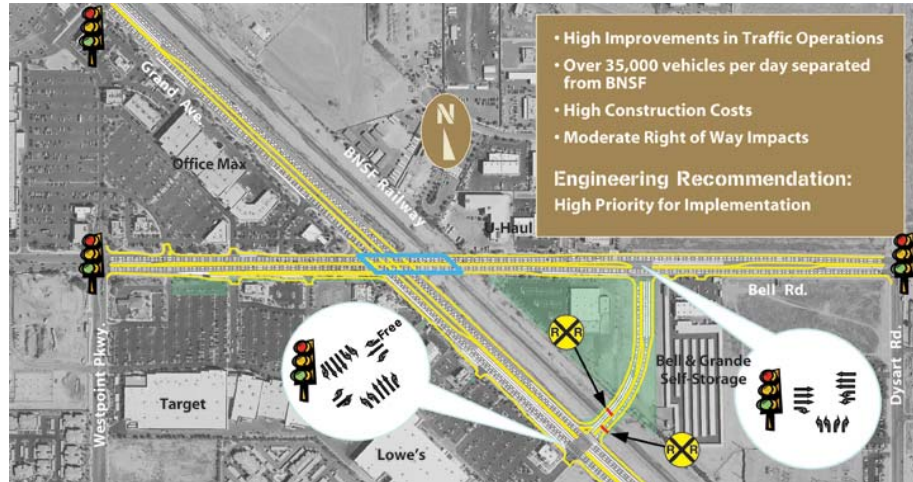 • High Improvements in Traffic Operations
• Over 35,000 vehicles per day separated
from BNSF
• High Construction Costs
• Moderate Right of Way Impacts
Engineering Recommendation:
High Priority for Implementation
Grand Ave.
N
BNSF Railway
Office Max
U-Haul
Bell Rd.
Westpoint Pkwy.
Dysart Rd.
Free
R R
Bell & Grande
Self-Storage
Target
Lowe's
R R